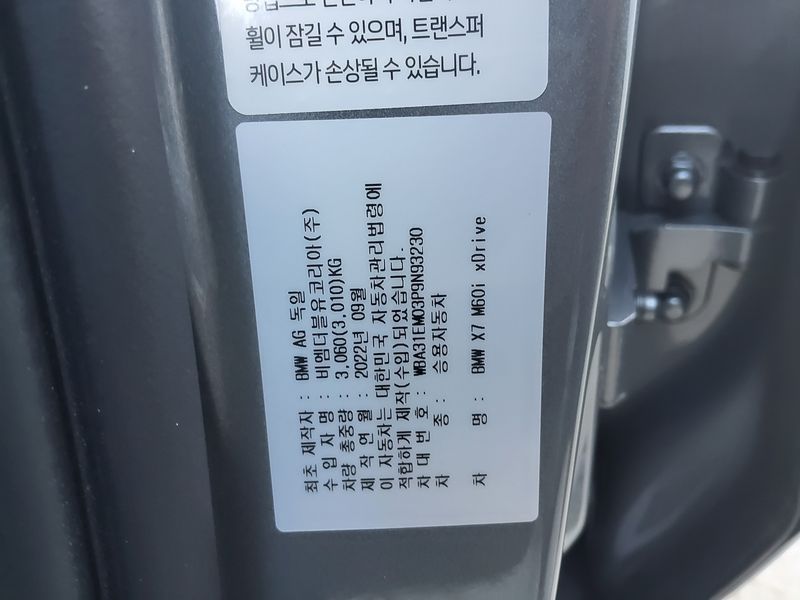 휠이 잠길 수 있으며, 트랜스퍼
케이스가 손상될 수 있습니다.
최초 제작자 : BMW AG 독일
수 입 자 명 : 비엠더블유코리아(주)
차량 총중량 : 3,060(3,010)KG
제 작 연 월 : 2022년 09월
이 자동차는 대한민국 자동차관리법령에
적합하게 제작(수입)되었습니다.
차 대 번 호 : WBA31EM03P9N93230
차 종 : 승용자동차
차 명 : BMW X7 M60i xDrive